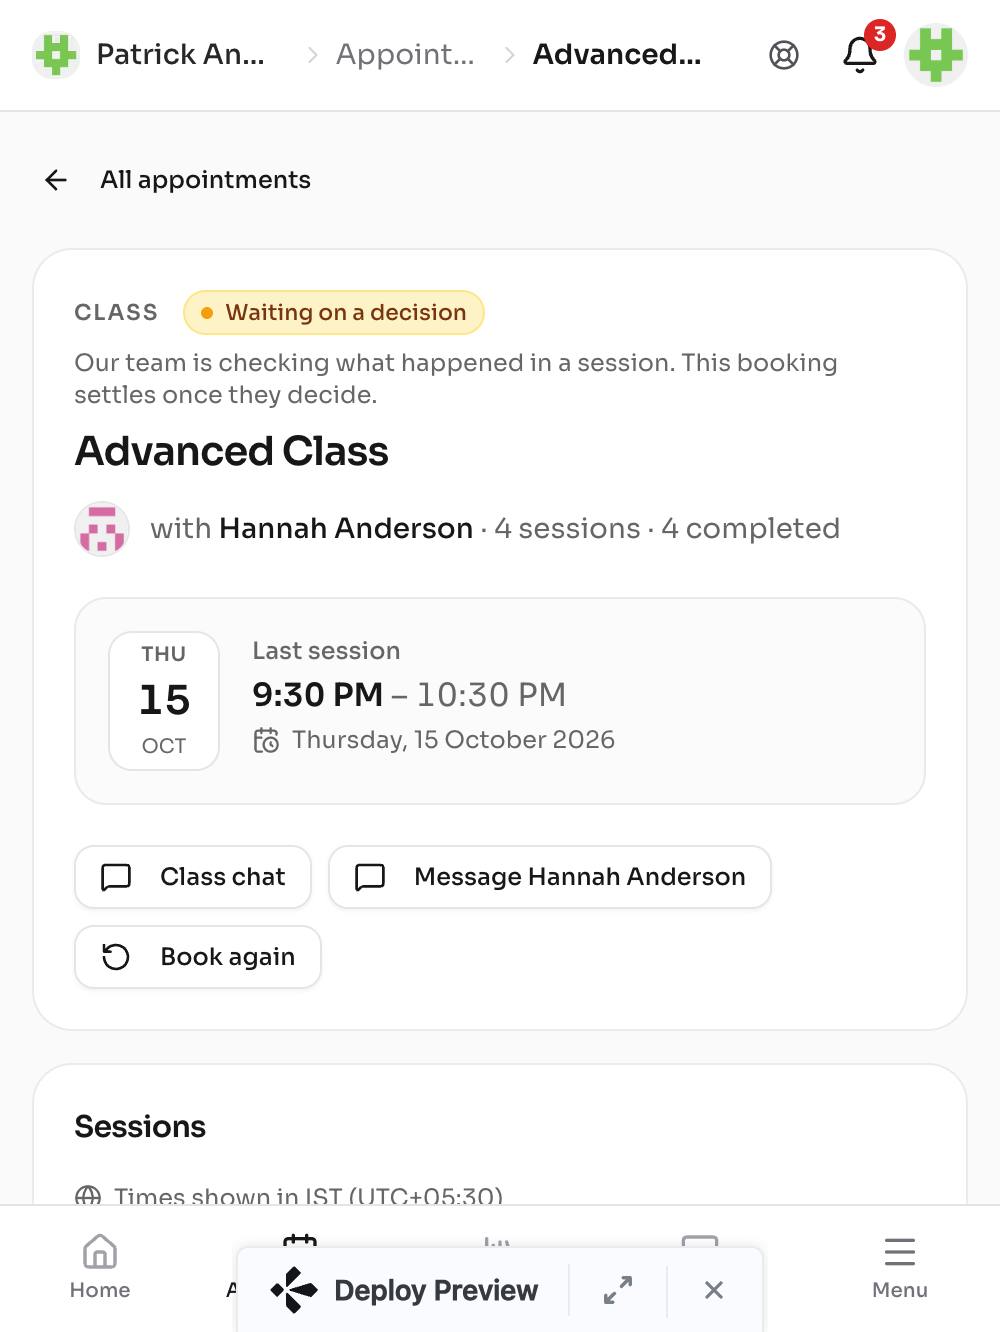 Patrick An... > Appoint... > Advanced... 3
All appointments
CLASS Waiting on a decision
Our team is checking what happened in a session. This booking
settles once they decide.
Advanced Class
with Hannah Anderson · 4 sessions · 4 completed
THU
15
OCT
Last session
9:30 PM – 10:30 PM
Thursday, 15 October 2026
Class chat
Message Hannah Anderson
Book again
Sessions
Times shown in IST (UTC+05:30)
Home
Deploy Preview
Menu